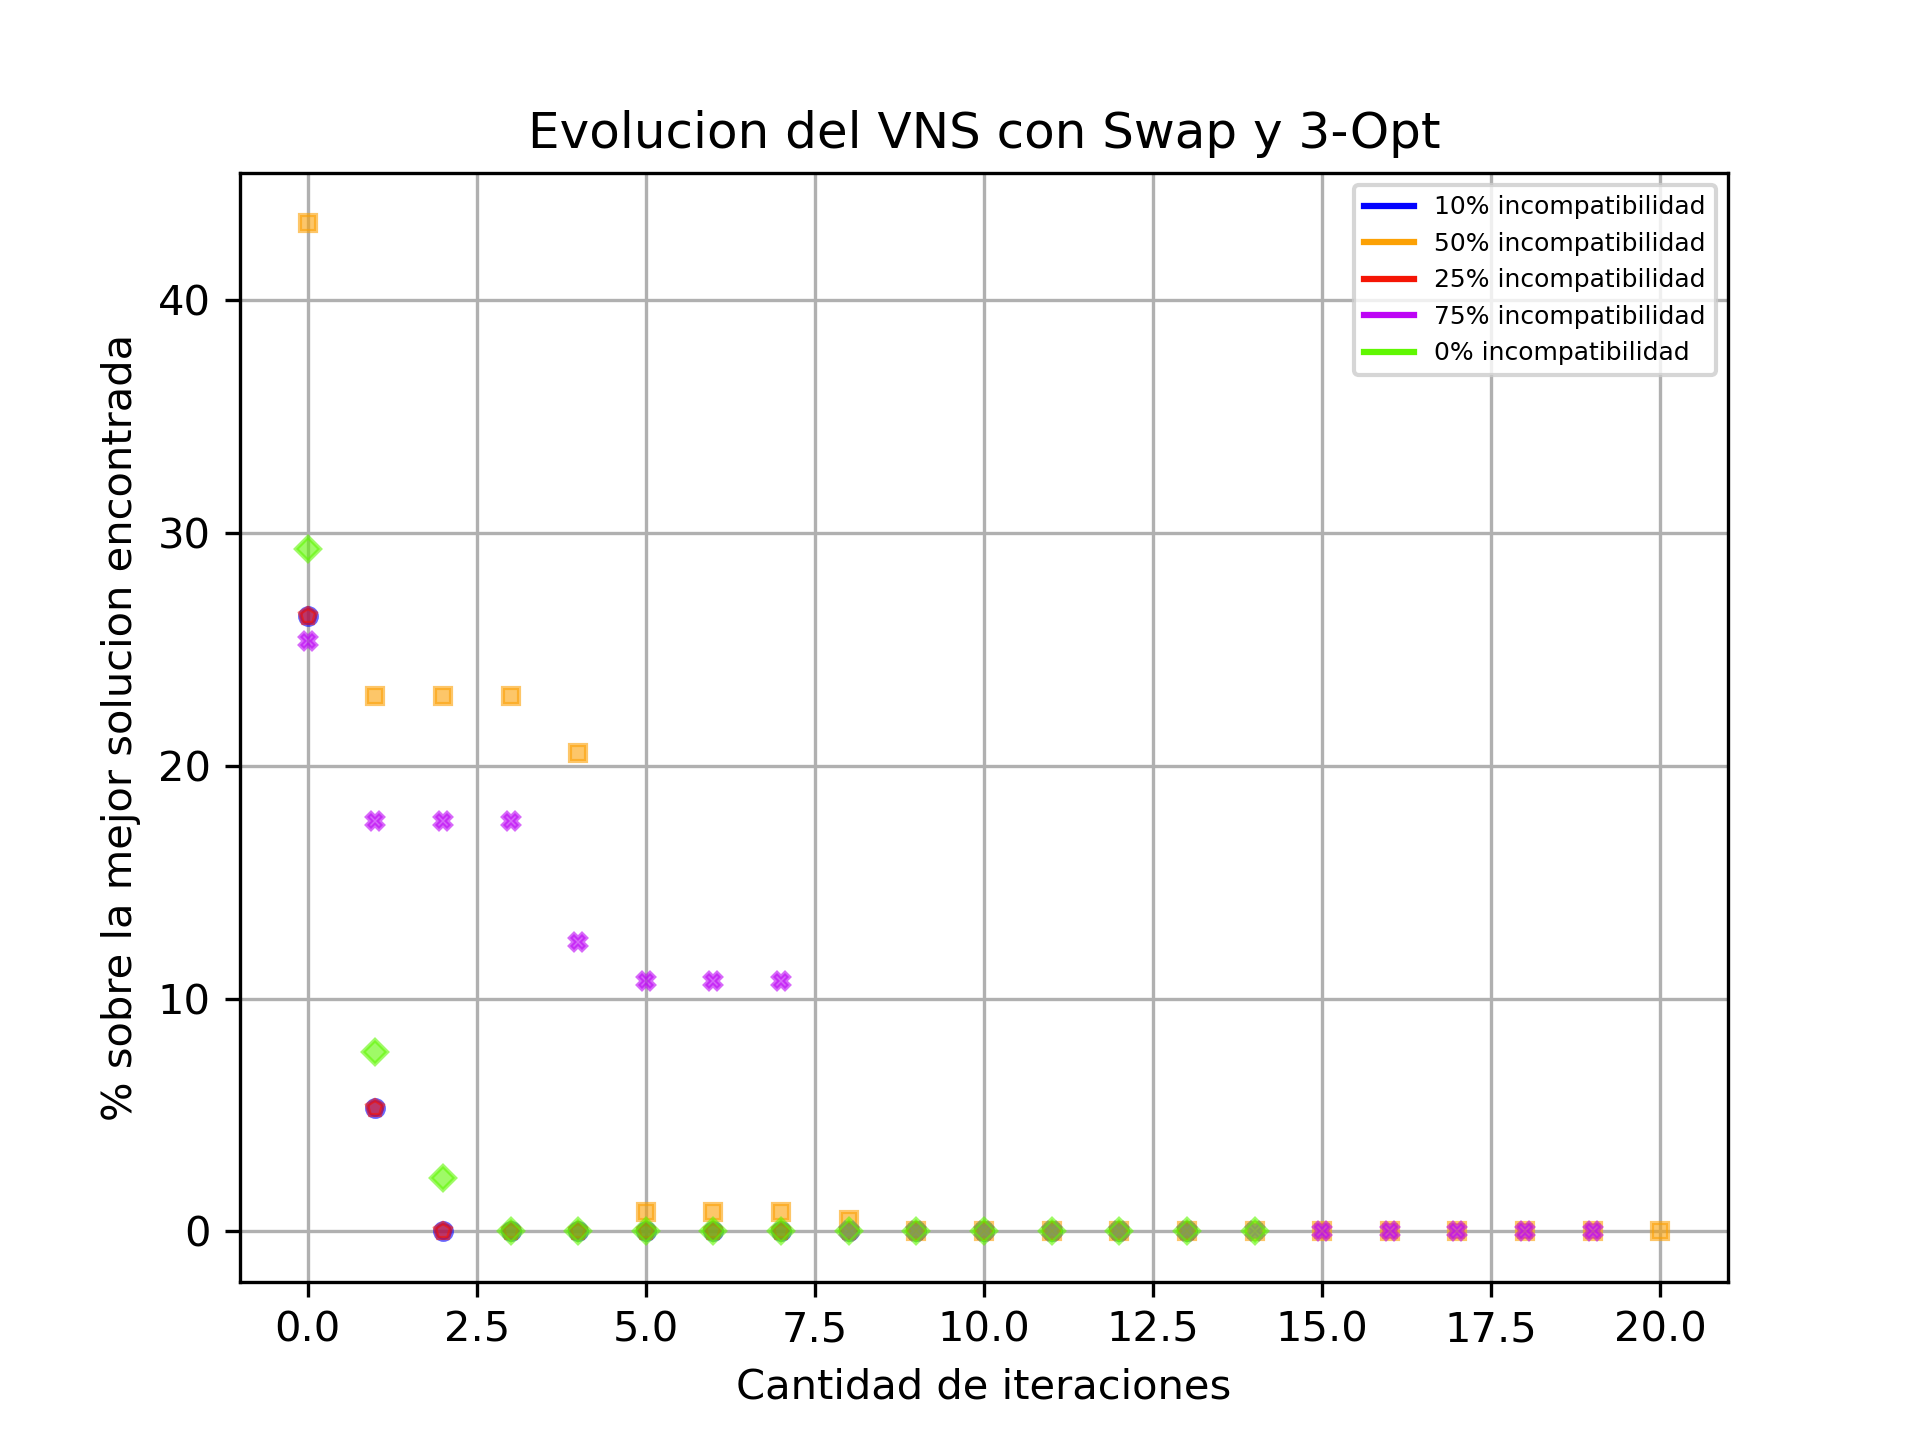 Evolucion del VNS con Swap y 3-Opt
10% incompatibilidad
50% incompatibilidad
25% incompatibilidad
75% incompatibilidad
0% incompatibilidad
% sobre la mejor solucion encontrada
40
30
20
10
0
0.0 2.5 5.0 7.5 10.0 12.5 15.0 17.5 20.0
Cantidad de iteraciones